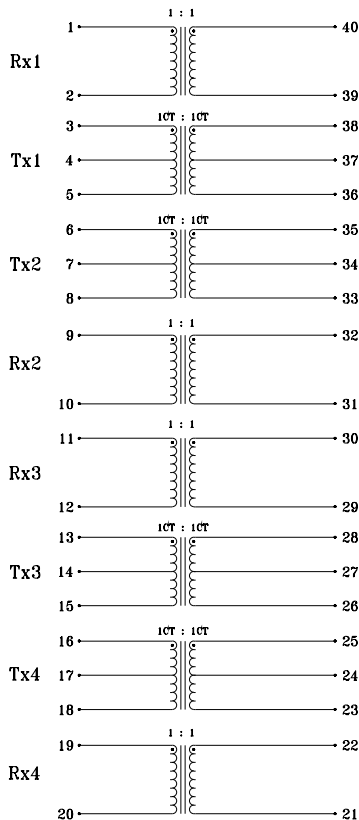 1 : 1
1 40
Rx1
2 39
1CT : 1CT
3 38
Tx1 4 37
5 36
1CT : 1CT
6 35
Tx2 7 34
8 33
1 : 1
9 32
Rx2
10 31
1 : 1
11 30
Rx3
12 29
1CT : 1CT
13 28
Tx3 14 27
15 26
1CT : 1CT
16 25
Tx4 17 24
18 23
1 : 1
19 22
Rx4
20 21